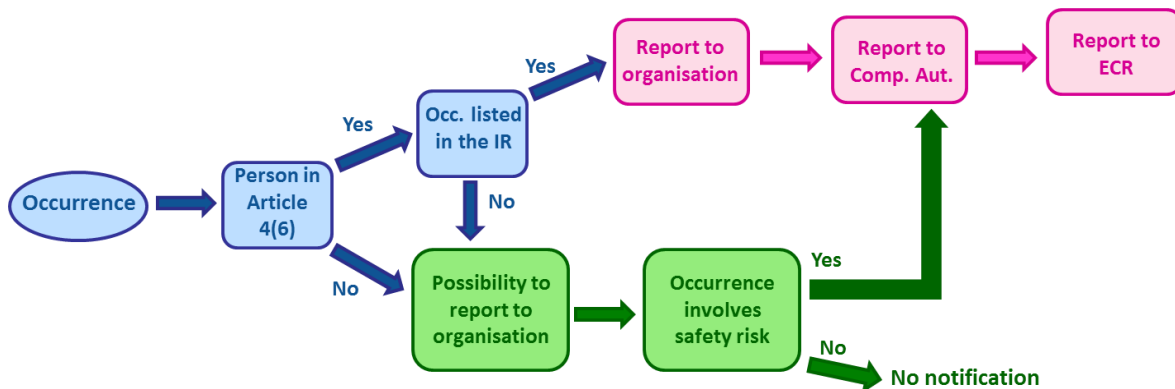 Occurrence
Person in
Article
4(6)
Yes
No
Occ. listed
in the IR
Yes
No
Report to
organisation
Report to
Comp. Aut.
Report to
ECR
Possibility to
report to
organisation
Occurrence
involves
safety risk
Yes
No
No notification